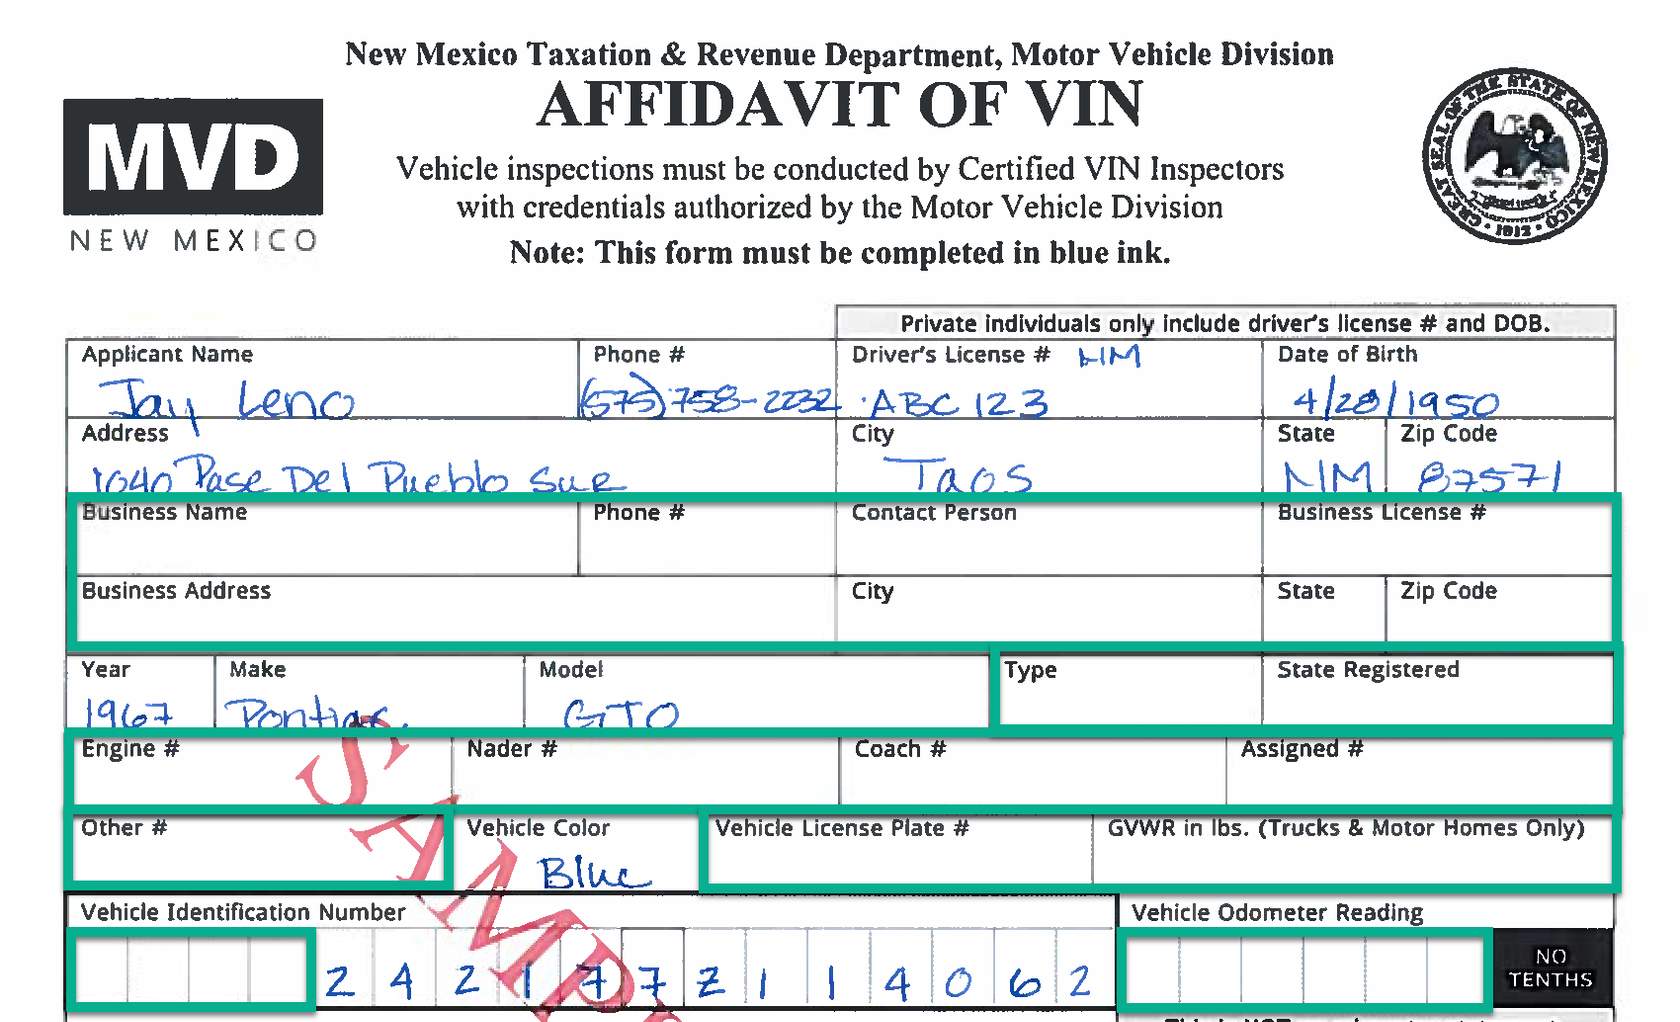 New Mexico Taxation & Revenue Department, Motor Vehicle Division
AFFIDAVIT OF VIN
MVD
NEW MEXICO
Vehicle inspections must be conducted by Certified VIN Inspectors
with credentials authorized by the Motor Vehicle Division
Note: This form must be completed in blue ink.
GREAT SEAL OF THE STATE OF NEW MEXICO
• 1912 •
Private individuals only include driver's license # and DOB.
Applicant Name Phone # Driver's License # NM Date of Birth
Jay Leno (575) 758-2232 ABC 123 4/28/1950
Address City State Zip Code
1040 Pase Del Pueblo Sur Taos NM 87571
Business Name Phone # Contact Person Business License #
Business Address City State Zip Code
Year Make Model Type State Registered
1967 Pontiac GTO
Engine # Nader # Coach # Assigned #
Other # Vehicle Color Vehicle License Plate # GVWR in lbs. (Trucks & Motor Homes Only)
Blue
Vehicle Identification Number Vehicle Odometer Reading
2 4 2 1 7 7 Z 1 1 4 0 6 2
NO
TENTHS